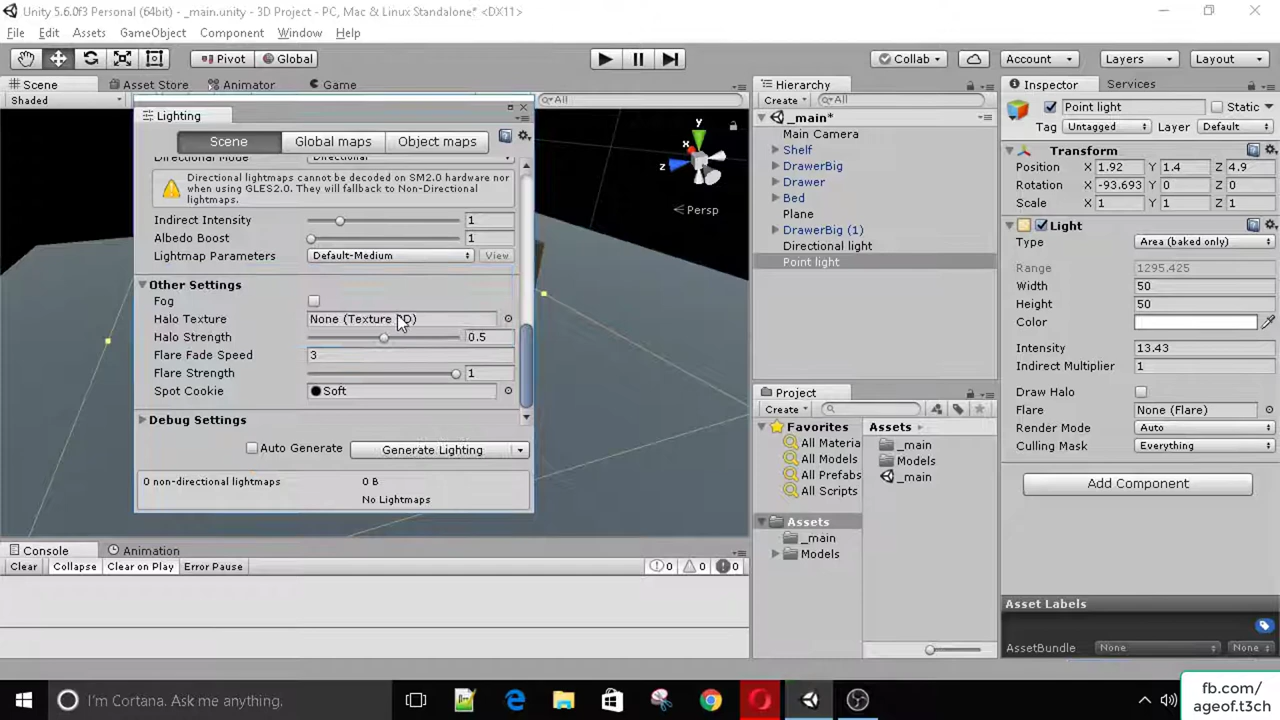 Unity 5.6.0f3 Personal (64bit) - _main.unity - 3D Project - PC, Mac & Linux Standalone* <DX11>
File Edit Assets GameObject Component Window Help
Pivot Global Collab Account Layers Layout
Scene Asset Store Animator Game
Shaded All
Lighting
Scene Global maps Object maps
Directional Mode Directional
Directional lightmaps cannot be decoded on SM2.0 hardware nor
when using GLES2.0. They will fallback to Non-Directional
lightmaps.
Indirect Intensity 1
Albedo Boost 1
Lightmap Parameters Default-Medium View
Other Settings
Fog
Halo Texture None (Texture 2D)
Halo Strength 0.5
Flare Fade Speed 3
Flare Strength 1
Spot Cookie Soft
Debug Settings
Auto Generate Generate Lighting
0 non-directional lightmaps 0 B
No Lightmaps
y
x
z
Persp
Console Animation
Clear Collapse Clear on Play Error Pause 0 0 0
Hierarchy
Create All
_main*
Main Camera
Shelf
DrawerBig
Drawer
Bed
Plane
DrawerBig (1)
Directional light
Point light
Project
Create
Favorites
All Materia
All Models
All Prefabs
All Scripts
Assets
_main
Models
Assets
_main
Models
_main
Inspector Services
Point light Static
Tag Untagged Layer Default
Transform
Position X 1.92 Y 1.4 Z 4.9
Rotation X -93.693 Y 0 Z 0
Scale X 1 Y 1 Z 1
Light
Type Area (baked only)
Range 1295.425
Width 50
Height 50
Color
Intensity 13.43
Indirect Multiplier 1
Draw Halo
Flare None (Flare)
Render Mode Auto
Culling Mask Everything
Add Component
Asset Labels
AssetBundle None None
I'm Cortana. Ask me anything.
fb.com/
ageof.t3ch